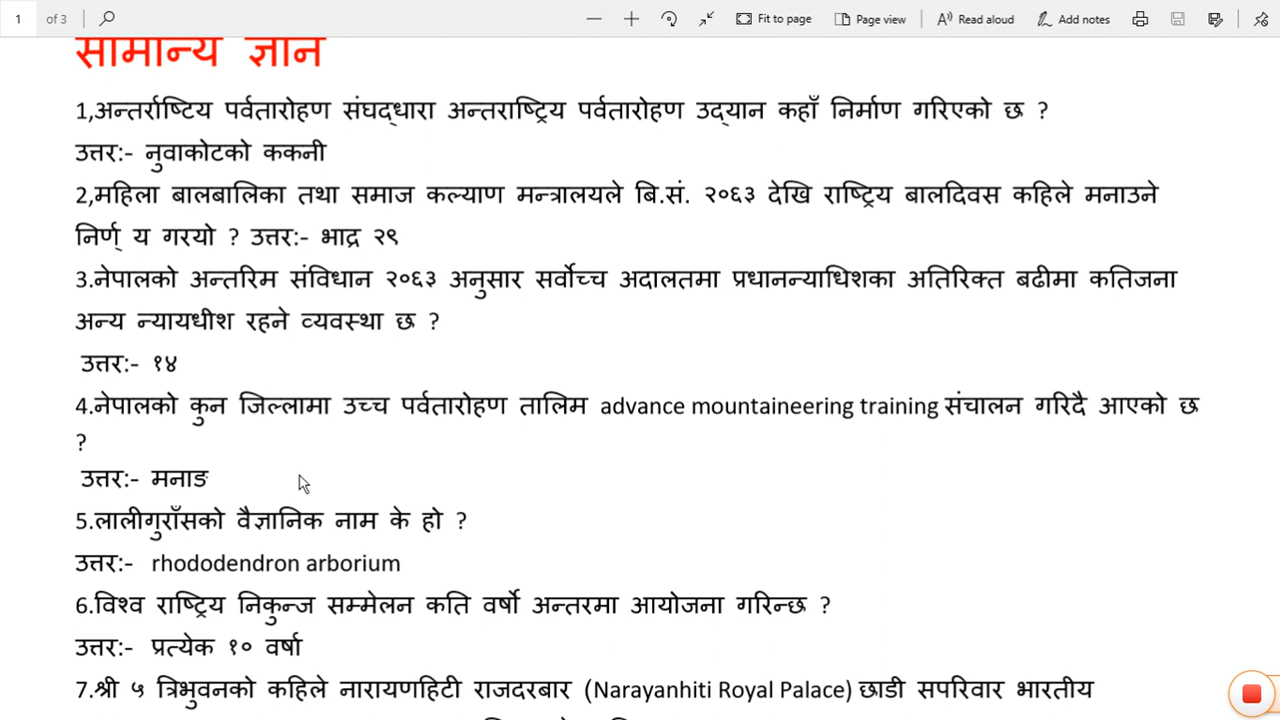 1 of 3 Fit to page Page view Read aloud Add notes
सामान्य ज्ञान
1,अन्तर्राष्टिय पर्वतारोहण संघद्धारा अन्तराष्ट्रिय पर्वतारोहण उद्यान कहाँ निर्माण गरिएको छ ?
उत्तर:- नुवाकोटको ककनी
2,महिला बालबालिका तथा समाज कल्याण मन्त्रालयले बि.सं. २०६३ देखि राष्ट्रिय बालदिवस कहिले मनाउने
निर्ण् य गरयो ? उत्तर:- भाद्र २९
3.नेपालको अन्तरिम संविधान २०६३ अनुसार सर्वोच्च अदालतमा प्रधानन्याधिशका अतिरिक्त बढीमा कतिजना
अन्य न्यायधीश रहने व्यवस्था छ ?
उत्तर:- १४
4.नेपालको कुन जिल्लामा उच्च पर्वतारोहण तालिम advance mountaineering training संचालन गरिदै आएको छ
?
उत्तर:- मनाङ
5.लालीगुराँसको वैज्ञानिक नाम के हो ?
उत्तर:- rhododendron arborium
6.विश्व राष्ट्रिय निकुन्ज सम्मेलन कति वर्षो अन्तरमा आयोजना गरिन्छ ?
उत्तर:- प्रत्येक १० वर्षा
7.श्री ५ त्रिभुवनको कहिले नारायणहिटी राजदरबार (Narayanhiti Royal Palace) छाडी सपरिवार भारतीय